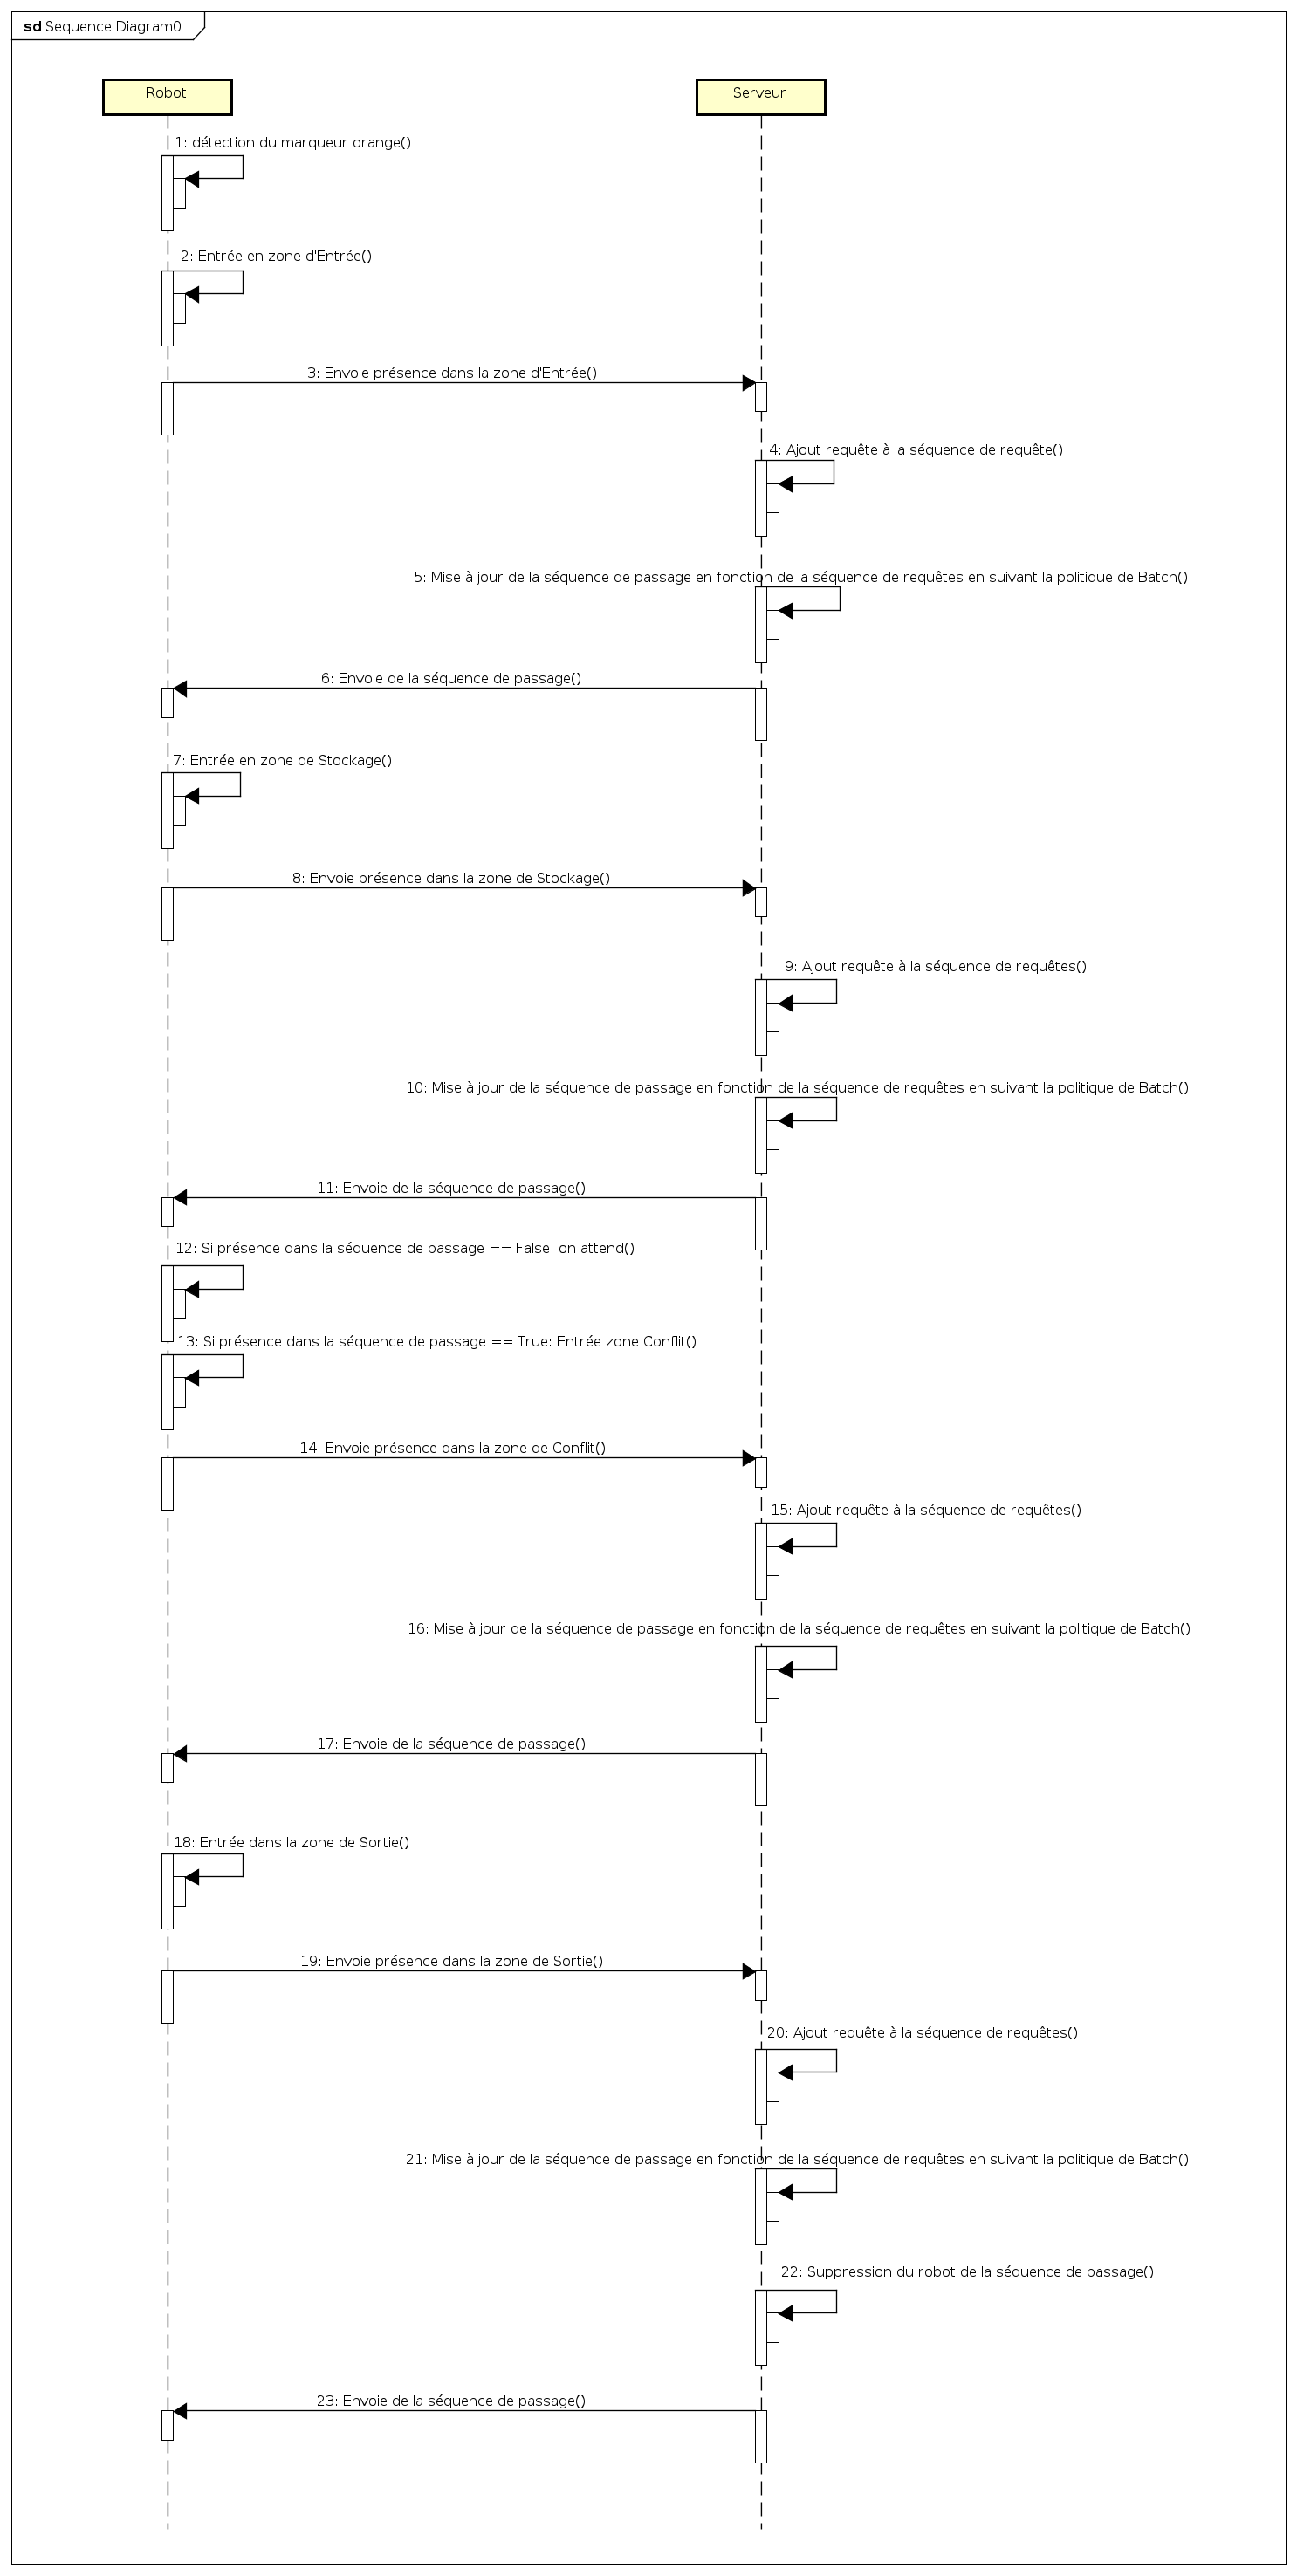 sd Sequence Diagram0
Robot
Serveur
1: détection du marqueur orange()
2: Entrée en zone d'Entrée()
3: Envoie présence dans la zone d'Entrée()
4: Ajout requête à la séquence de requête()
5: Mise à jour de la séquence de passage en fonction de la séquence de requêtes en suivant la politique de Batch()
6: Envoie de la séquence de passage()
7: Entrée en zone de Stockage()
8: Envoie présence dans la zone de Stockage()
9: Ajout requête à la séquence de requêtes()
10: Mise à jour de la séquence de passage en fonction de la séquence de requêtes en suivant la politique de Batch()
11: Envoie de la séquence de passage()
12: Si présence dans la séquence de passage == False: on attend()
13: Si présence dans la séquence de passage == True: Entrée zone Conflit()
14: Envoie présence dans la zone de Conflit()
15: Ajout requête à la séquence de requêtes()
16: Mise à jour de la séquence de passage en fonction de la séquence de requêtes en suivant la politique de Batch()
17: Envoie de la séquence de passage()
18: Entrée dans la zone de Sortie()
19: Envoie présence dans la zone de Sortie()
20: Ajout requête à la séquence de requêtes()
21: Mise à jour de la séquence de passage en fonction de la séquence de requêtes en suivant la politique de Batch()
22: Suppression du robot de la séquence de passage()
23: Envoie de la séquence de passage()